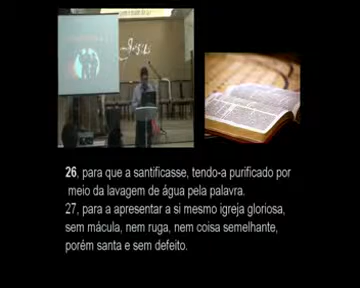 Jesus
26, para que a santificasse, tendo-a purificado por
meio da lavagem de água pela palavra.
27, para a apresentar a si mesmo igreja gloriosa,
sem mácula, nem ruga, nem coisa semelhante,
porém santa e sem defeito.